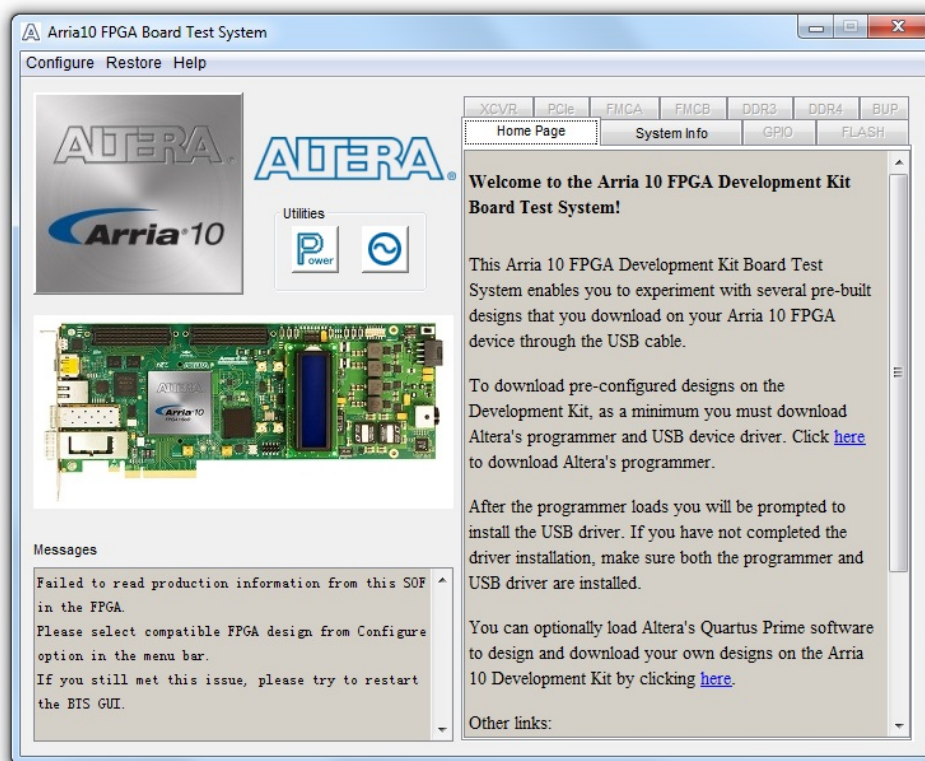 Arria10 FPGA Board Test System
Configure Restore Help
ALTERA
Arria 10
ALTERA
Utilities
Power
XCVR PCIe FMCA FMCB DDR3 DDR4 BUP
Home Page System Info GPIO FLASH
Welcome to the Arria 10 FPGA Development Kit
Board Test System!
This Arria 10 FPGA Development Kit Board Test
System enables you to experiment with several pre-built
designs that you download on your Arria 10 FPGA
device through the USB cable.
To download pre-configured designs on the
Development Kit, as a minimum you must download
Altera's programmer and USB device driver. Click here
to download Altera's programmer.
After the programmer loads you will be prompted to
install the USB driver. If you have not completed the
driver installation, make sure both the programmer and
USB driver are installed.
You can optionally load Altera's Quartus Prime software
to design and download your own designs on the Arria
10 Development Kit by clicking here.
Other links:
ALTERA
Arria 10
Messages
Failed to read production information from this SOF
in the FPGA.
Please select compatible FPGA design from Configure
option in the menu bar.
If you still met this issue, please try to restart
the BTS GUI.